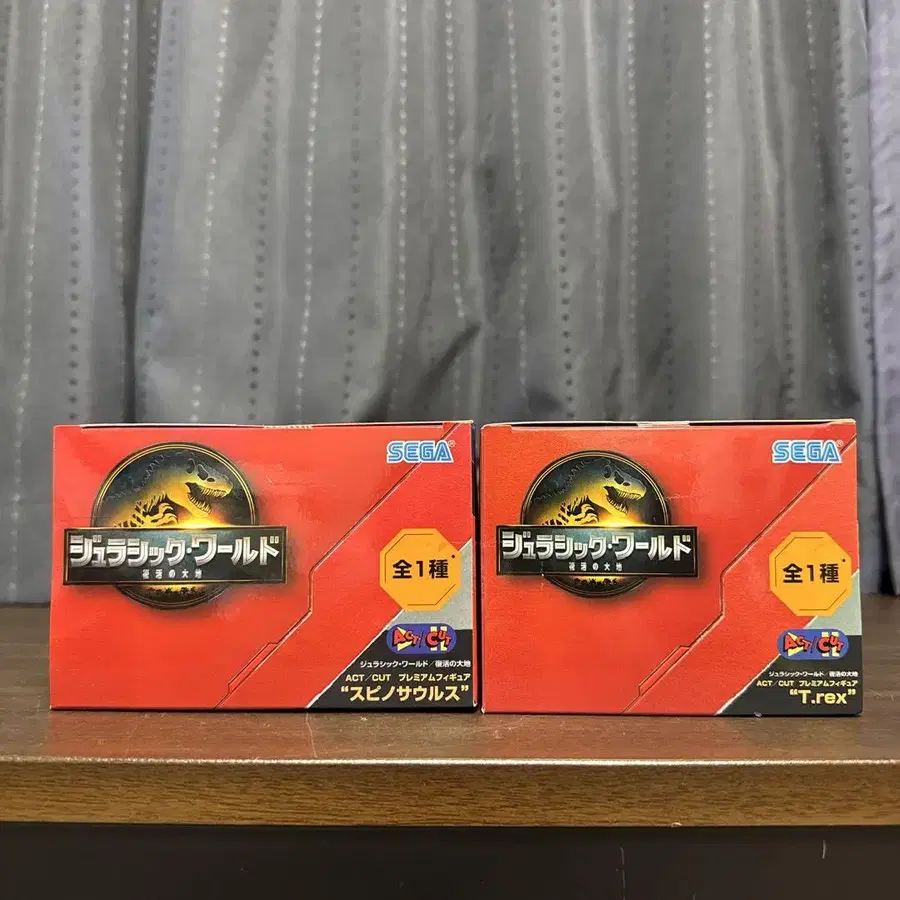 SEGA
ジュラシック・ワールド
復活の大地
全1種*
ACT/CUT
ジュラシック・ワールド/復活の大地
ACT/CUT プレミアムフィギュア
“スピノサウルス”
SEGA
ジュラシック・ワールド
復活の大地
全1種*
ACT/CUT
ジュラシック・ワールド/復活の大地
ACT/CUT プレミアムフィギュア
“T.rex”